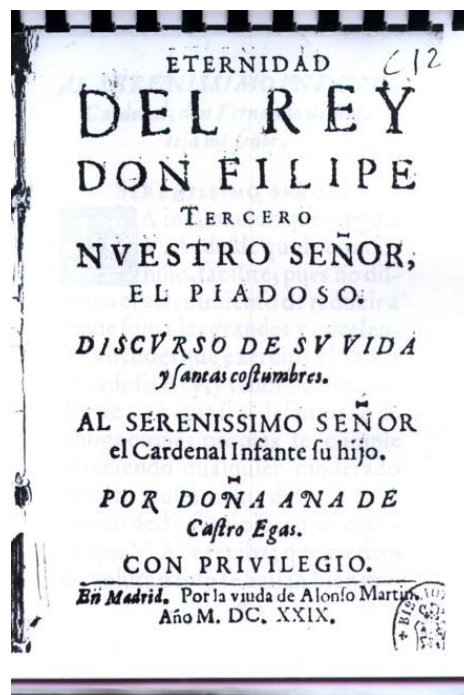 C12
ETERNIDAD
DEL REY
DON FILIPE
TERCERO
NVESTRO SEÑOR,
EL PIADOSO.
DISCVRSO DE SV VIDA
y ſantas coſtumbres.
AL SERENISSIMO SEÑOR
el Cardenal Infante ſu hijo.
POR DOÑA ANA DE
Caſtro Egas.
CON PRIVILEGIO.
En Madrid. Por la viuda de Alonſo Martin.
Año M. DC. XXIX.